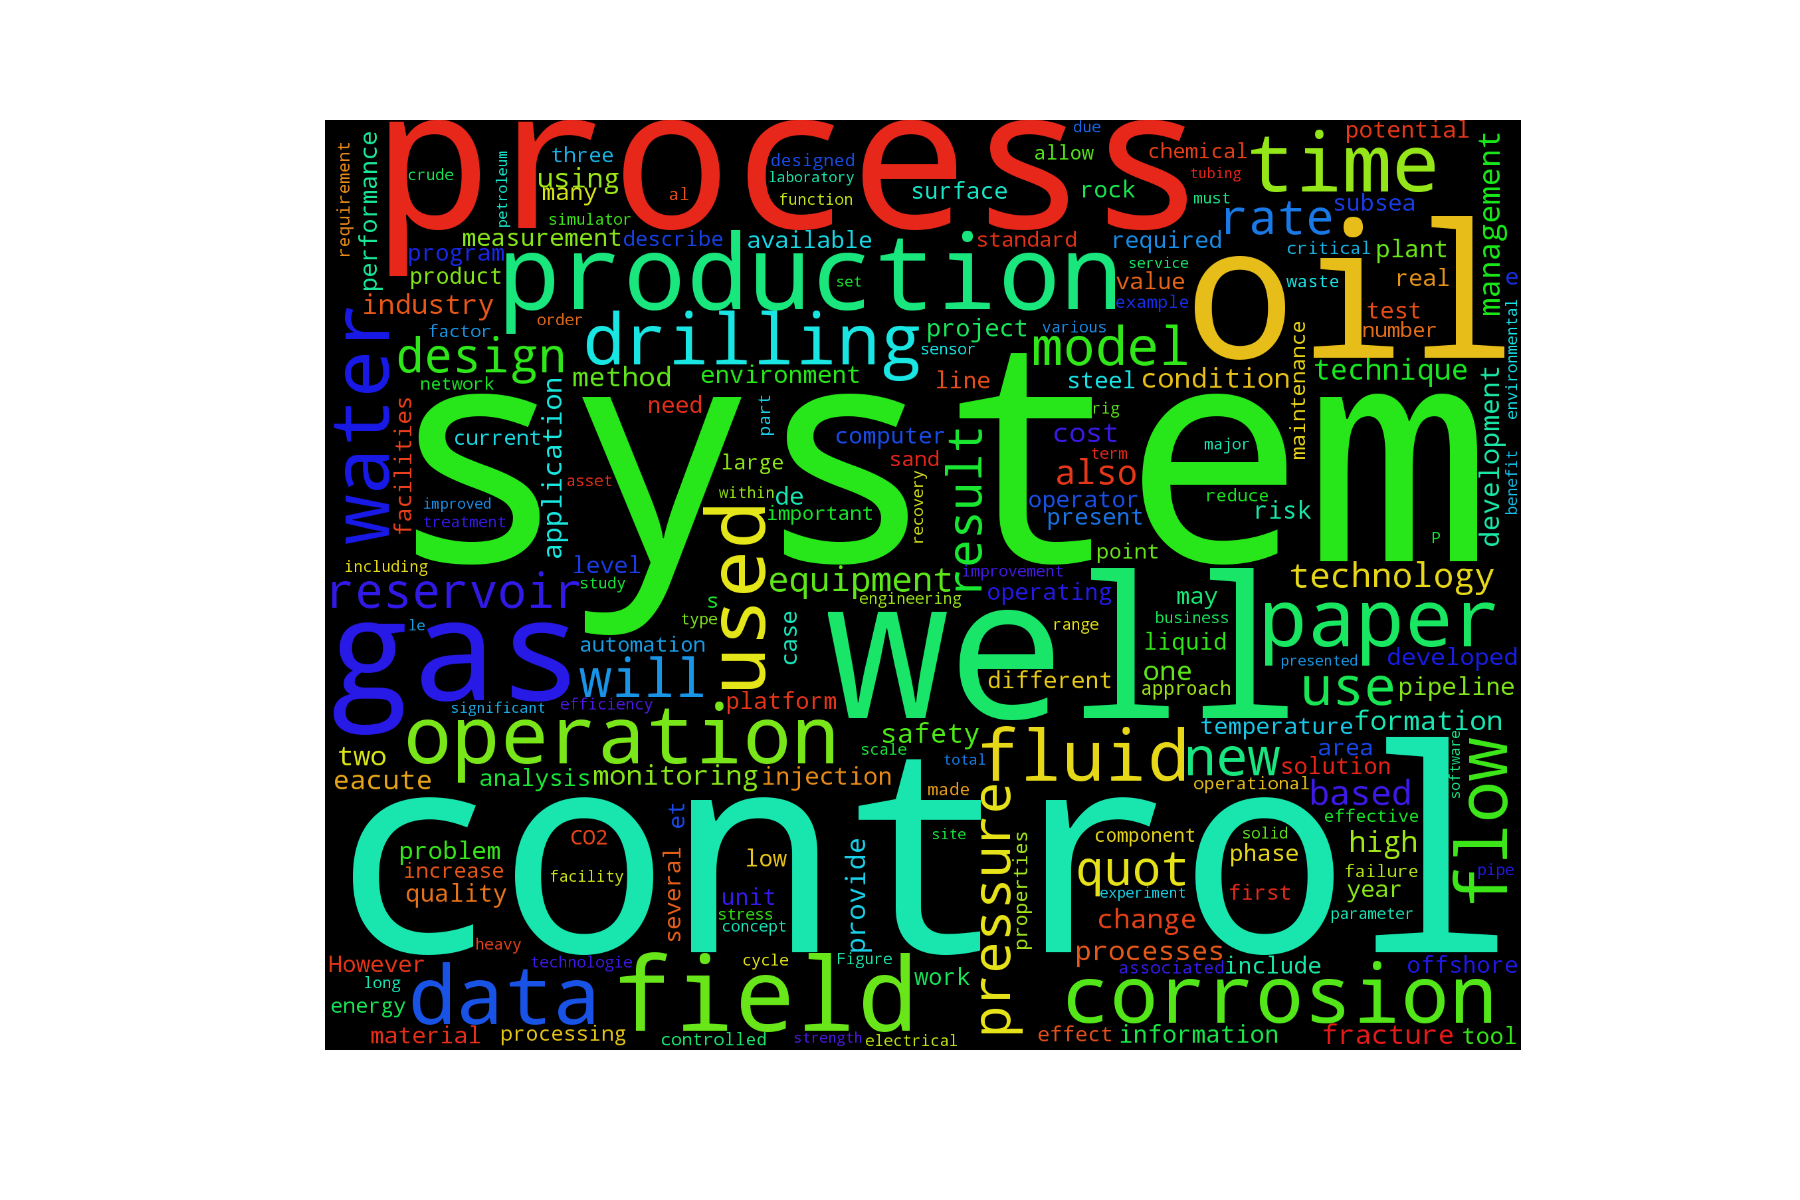 process
oil
system
well
control
production
time
rate
drilling
model
design
water
reservoir
gas
used
result
operation
will
paper
use
fluid
new
flow
pressure
quot
field
data
corrosion
requirement
performance
crude
petroleum
three
using
many
simulator
al
due
designed
laboratory
function
surface
allow
rock
chemical
tubing
must
potential
subsea
management
measurement
describe
available
standard
required
critical
plant
program
product
industry
set
service
value
example
waste
real
e
factor
order
project
various
sensor
test
number
maintenance
environmental
network
method
environment
line
steel
condition
technique
development
facilities
need
part
rig
current
application
computer
cost
major
large
sand
term
also
asset
within
de
operator
reduce
benefit
improved
treatment
important
recovery
present
risk
P
including
level
study
point
equipment
improvement
operating
technology
engineering
s
type
case
may
business
range
le
automation
liquid
one
presented
developed
different
approach
pipeline
significant
efficiency
platform
temperature
formation
safety
area
software
two
eacute
analysis
monitoring
injection
scale
total
solution
operational
based
made
effective
et
CO2
site
component
solid
problem
increase
quality
facility
several
low
provide
properties
phase
high
failure
year
pipe
unit
stress
concept
experiment
first
parameter
change
heavy
processes
However
long
technologie
cycle
Figure
work
associated
include
offshore
energy
material
processing
controlled
strength
electrical
effect
information
fracture
tool